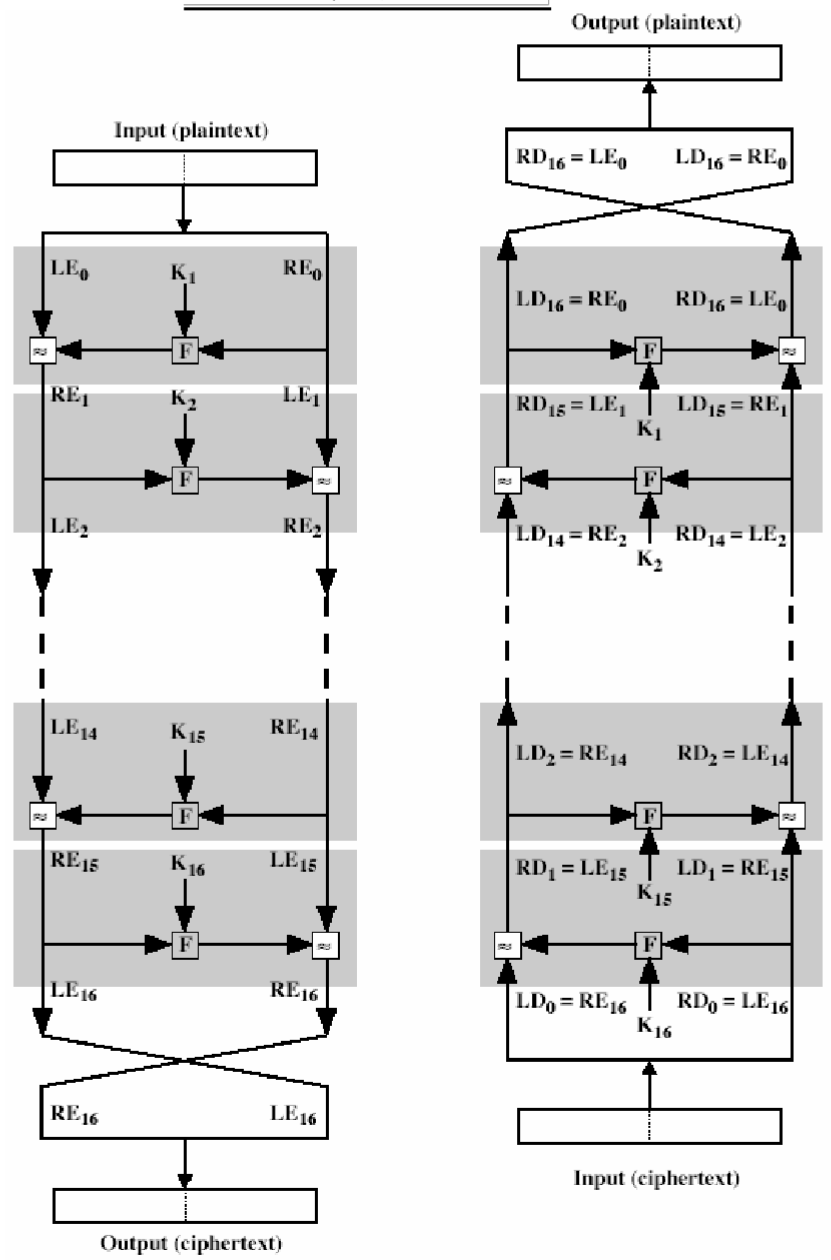 Input (plaintext)
LE₀ K₁ RE₀
≈ F
RE₁ K₂ LE₁
F ≈
LE₂ RE₂
LE₁₄ K₁₅ RE₁₄
≈ F
RE₁₅ K₁₆ LE₁₅
F ≈
LE₁₆ RE₁₆
RE₁₆ LE₁₆
Output (ciphertext)
Output (plaintext)
RD₁₆ = LE₀ LD₁₆ = RE₀
LD₁₆ = RE₀ RD₁₆ = LE₀
F ≈
RD₁₅ = LE₁ K₁ LD₁₅ = RE₁
≈ F
LD₁₄ = RE₂ K₂ RD₁₄ = LE₂
LD₂ = RE₁₄ RD₂ = LE₁₄
F ≈
RD₁ = LE₁₅ K₁₅ LD₁ = RE₁₅
≈ F
LD₀ = RE₁₆ K₁₆ RD₀ = LE₁₆
Input (ciphertext)